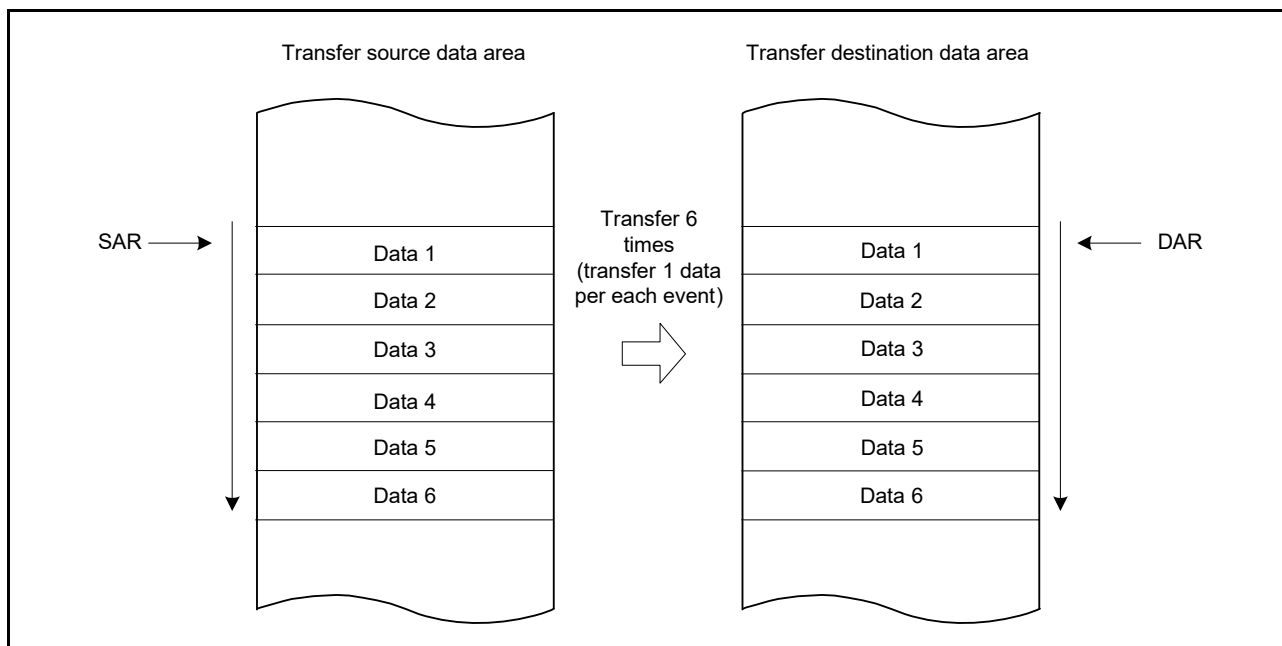 Transfer source data area
Transfer destination data area
SAR
Data 1
Data 2
Data 3
Data 4
Data 5
Data 6
Transfer 6
times
(transfer 1 data
per each event)
Data 1
Data 2
Data 3
Data 4
Data 5
Data 6
DAR